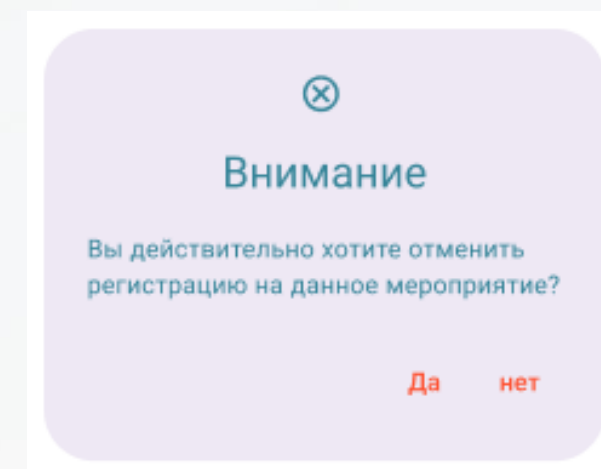 Внимание
Вы действительно хотите отменить
регистрацию на данное мероприятие?
Да нет